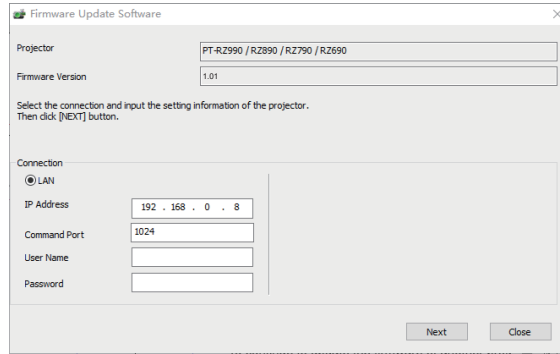 Firmware Update Software
Projector
PT-RZ990 / RZ890 / RZ790 / RZ690
Firmware Version
1.01
Select the connection and input the setting information of the projector.
Then click [NEXT] button.
Connection
LAN
IP Address
192 . 168 . 0 . 8
Command Port
1024
User Name
Password
Next
Close